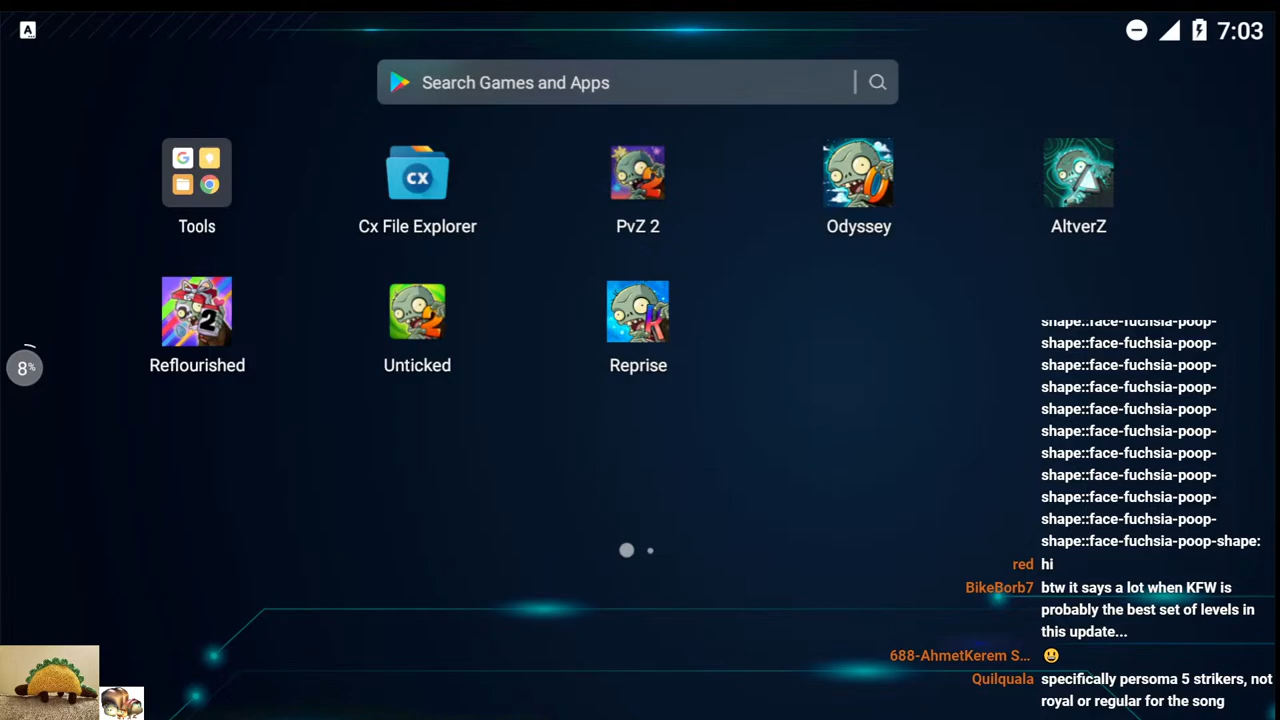 A
7:03
Search Games and Apps
CX
2
Tools
Cx File Explorer
PvZ 2
Odyssey
AltverZ
2
2
K
Reflourished
Unticked
Reprise
8%
shape::face-fuchsia-poop-
shape::face-fuchsia-poop-
shape::face-fuchsia-poop-
shape::face-fuchsia-poop-
shape::face-fuchsia-poop-
shape::face-fuchsia-poop-
shape::face-fuchsia-poop-
shape::face-fuchsia-poop-
shape::face-fuchsia-poop-
shape::face-fuchsia-poop-
shape::face-fuchsia-poop-shape:
red hi
BikeBorb7 btw it says a lot when KFW is
probably the best set of levels in
this update...
688-AhmetKerem S... 😀
Quilquala specifically persoma 5 strikers, not
royal or regular for the song